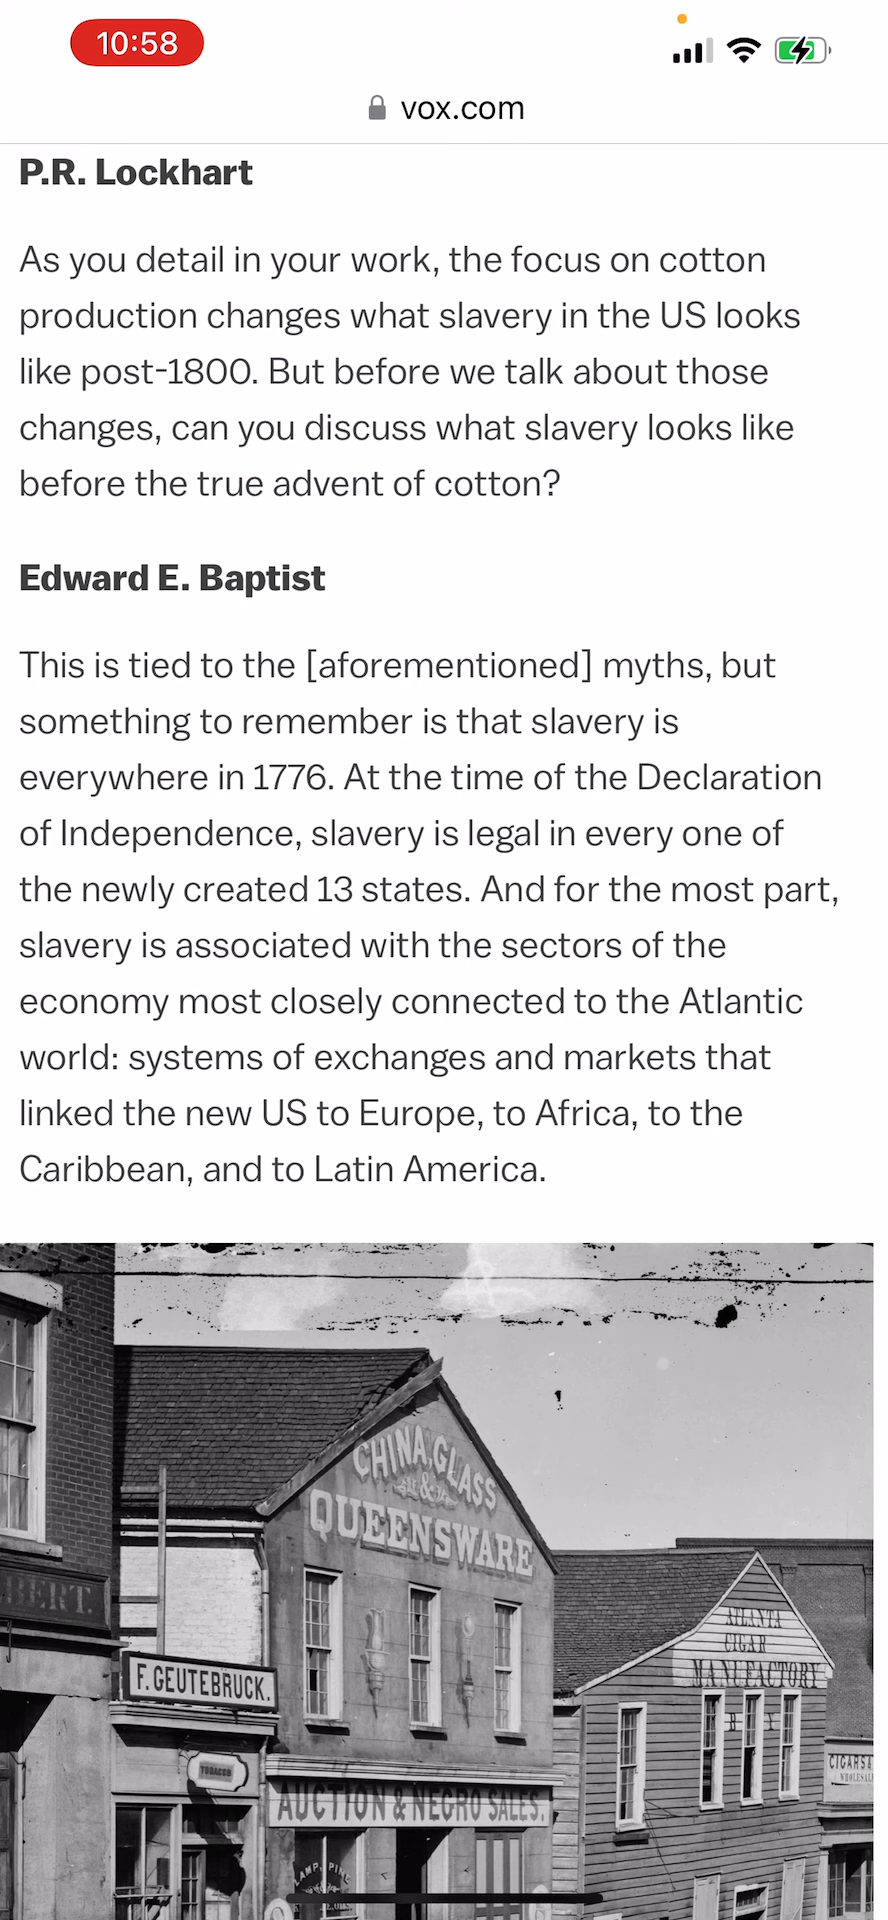 10:58
vox.com
P.R. Lockhart
As you detail in your work, the focus on cotton
production changes what slavery in the US looks
like post-1800. But before we talk about those
changes, can you discuss what slavery looks like
before the true advent of cotton?
Edward E. Baptist
This is tied to the [aforementioned] myths, but
something to remember is that slavery is
everywhere in 1776. At the time of the Declaration
of Independence, slavery is legal in every one of
the newly created 13 states. And for the most part,
slavery is associated with the sectors of the
economy most closely connected to the Atlantic
world: systems of exchanges and markets that
linked the new US to Europe, to Africa, to the
Caribbean, and to Latin America.
CHINA, GLASS
&
QUEENSWARE
ATLANTA
CIGAR
MANUFACTORY
B Y
BERT.
F. GEUTEBRUCK.
TOBACCO
CIGARS &
WHOLESAL
AUCTION & NEGRO SALES.
LAMP, PINE